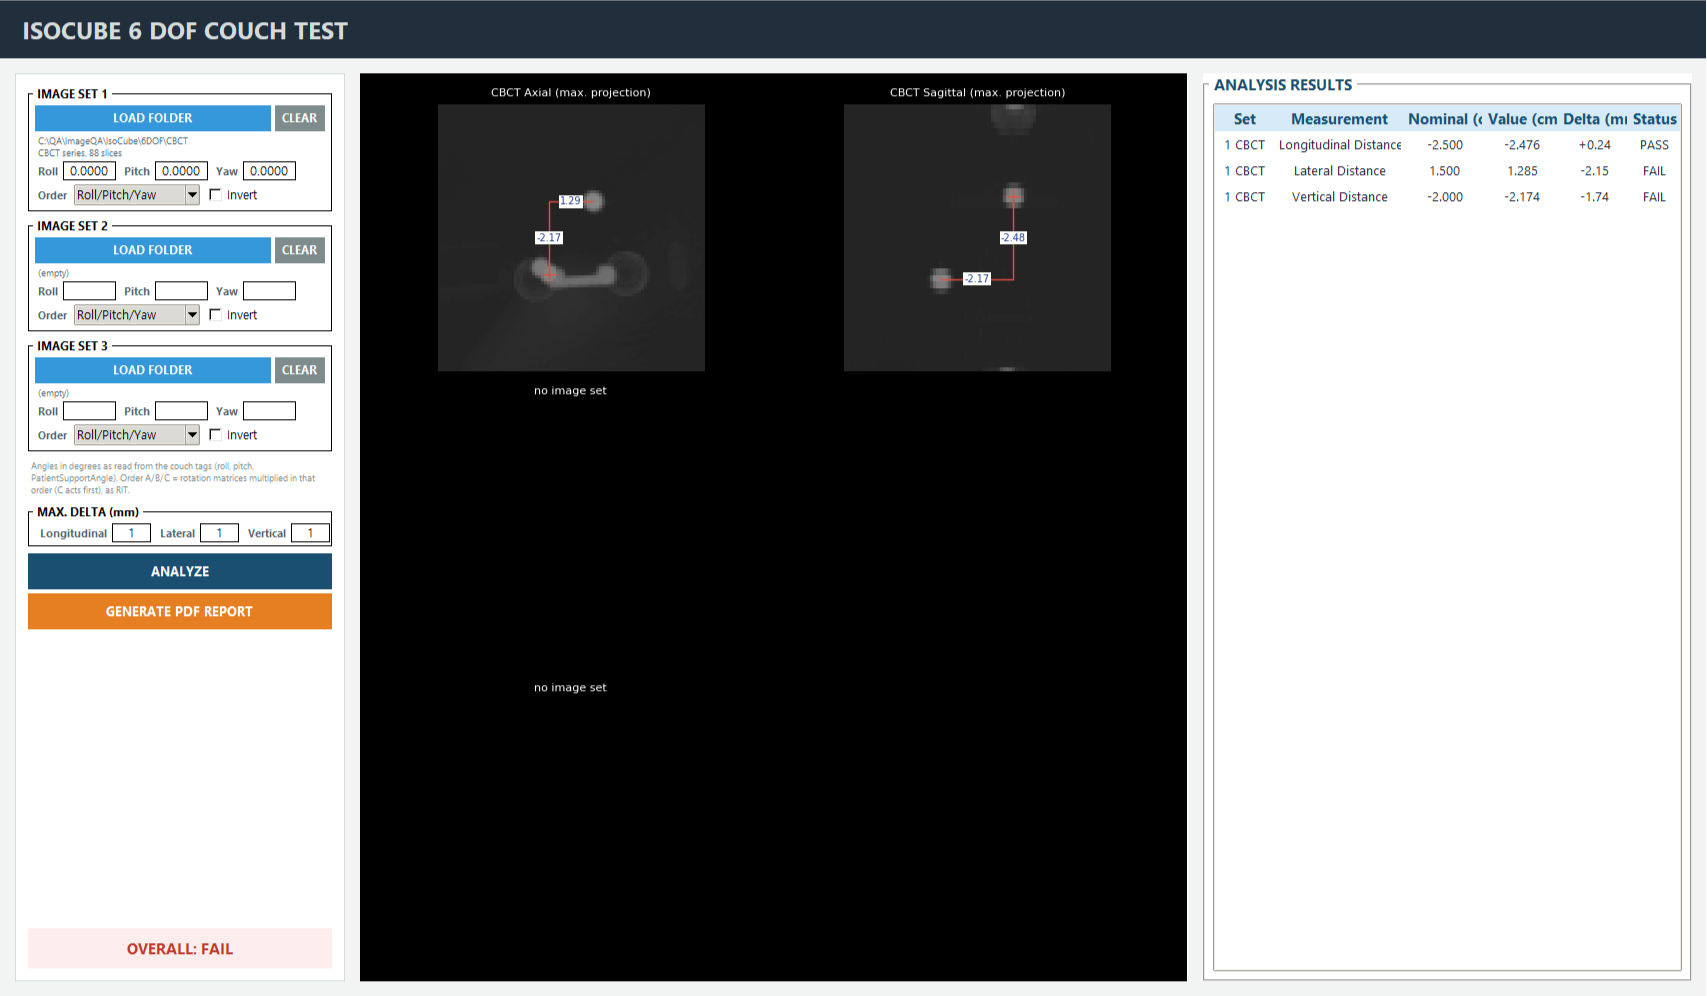 ISOCUBE 6 DOF COUCH TEST
IMAGE SET 1
LOAD FOLDER CLEAR
C:\QA\ImageQA\IsoCube\6DOF\CBCT
CBCT series, 88 slices
Roll 0.0000 Pitch 0.0000 Yaw 0.0000
Order Roll/Pitch/Yaw Invert
IMAGE SET 2
LOAD FOLDER CLEAR
(empty)
Roll Pitch Yaw
Order Roll/Pitch/Yaw Invert
IMAGE SET 3
LOAD FOLDER CLEAR
(empty)
Roll Pitch Yaw
Order Roll/Pitch/Yaw Invert
Angles in degrees as read from the couch tags (roll, pitch,
PatientSupportAngle). Order A/B/C = rotation matrices multiplied in that
order (C acts first), as RIT.
MAX. DELTA (mm)
Longitudinal 1 Lateral 1 Vertical 1
ANALYZE
GENERATE PDF REPORT
OVERALL: FAIL
CBCT Axial (max. projection)
1.29
-2.17
CBCT Sagittal (max. projection)
-2.48
-2.17
no image set
no image set
ANALYSIS RESULTS
Set Measurement Nominal (c Value (cm Delta (m Status
1 CBCT Longitudinal Distance -2.500 -2.476 +0.24 PASS
1 CBCT Lateral Distance 1.500 1.285 -2.15 FAIL
1 CBCT Vertical Distance -2.000 -2.174 -1.74 FAIL